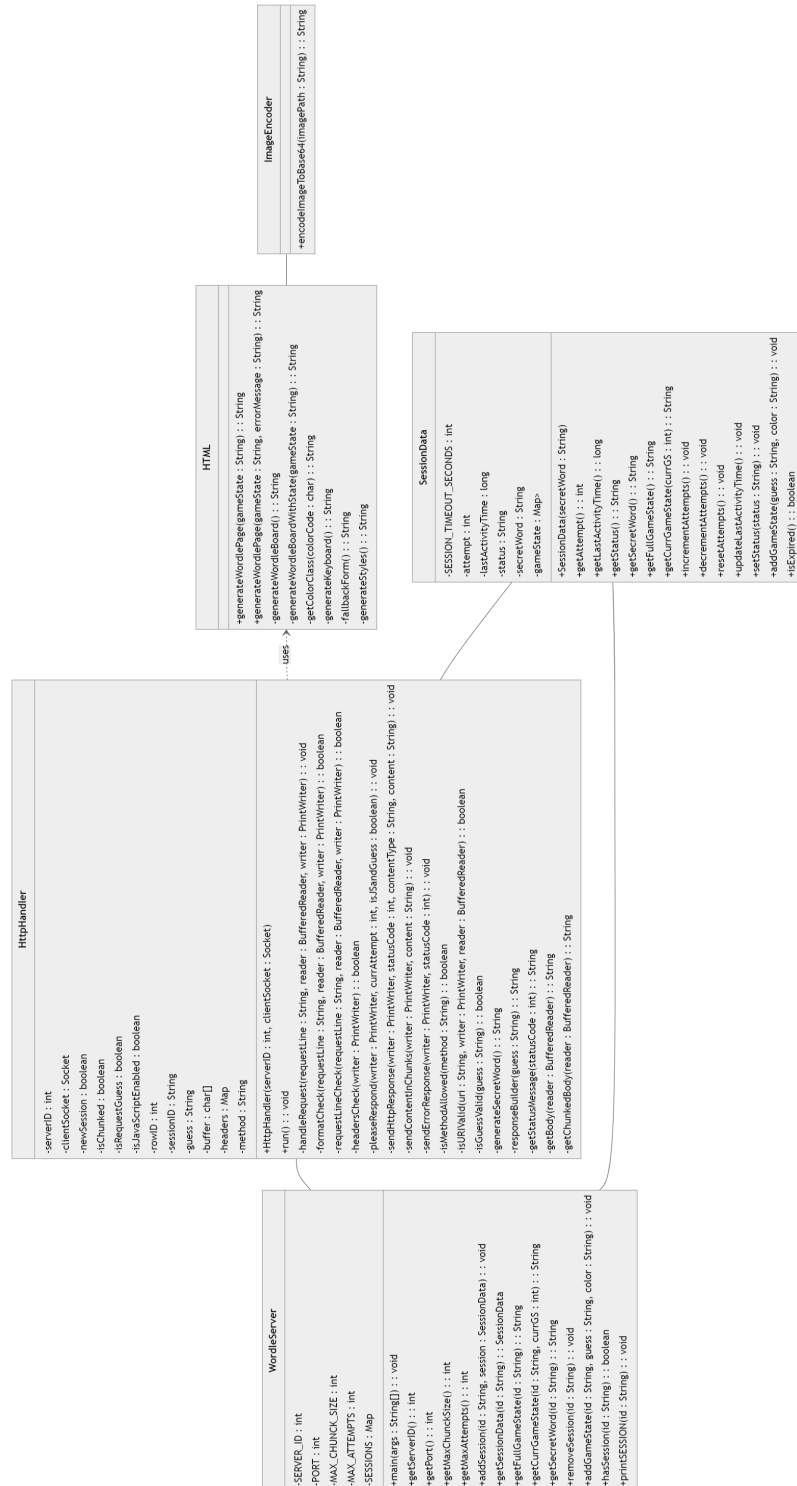 WordleServer
-SERVER_ID : int
-PORT : int
-MAX_CHUNCK_SIZE : int
-MAX_ATTEMPTS : int
-SESSIONS : Map
+main(args : String[]) : : void
+getServerID() : : int
+getPort() : : int
+getMaxChunckSize() : : int
+getMaxAttempts() : : int
+addSession(id : String, session : SessionData) : : void
+getSessionData(id : String) : : SessionData
+getFullGameState(id : String) : : String
+getCurrGameState(id : String, currGS : int) : : String
+getSecretWord(id : String) : : String
+removeSession(id : String) : : void
+addGameState(id : String, guess : String, color : String) : : void
+hasSession(id : String) : : boolean
+printSESSION(id : String) : : void
HttpHandler
-serverID : int
-clientSocket : Socket
-newSession : boolean
-isChunked : boolean
-isRequestGuess : boolean
-isJavaScriptEnabled : boolean
-rowID : int
-sessionID : String
-guess : String
-buffer : char[]
-headers : Map
-method : String
+HttpHandler(serverID : int, clientSocket : Socket)
+run() : : void
-handleRequest(requestLine : String, reader : BufferedReader, writer : PrintWriter) : : void
-formatCheck(requestLine : String, reader : BufferedReader, writer : PrintWriter) : : boolean
-requestLineCheck(requestLine : String, reader : BufferedReader, writer : PrintWriter) : : boolean
-headersCheck(writer : PrintWriter) : : boolean
-pleaseRespond(writer : PrintWriter, currAttempt : int, isJSandGuess : boolean) : : void
-sendHttpResponse(writer : PrintWriter, statusCode : int, contentType : String, content : String) : : void
-sendContentInChunks(writer : PrintWriter, content : String) : : void
-sendErrorResponse(writer : PrintWriter, statusCode : int) : : void
-isMethodAllowed(method : String) : : boolean
-isURIValid(uri : String, writer : PrintWriter, reader : BufferedReader) : : boolean
-isGuessValid(guess : String) : : boolean
-generateSecretWord() : : String
-responseBuilder(guess : String) : : String
-getStatusMessage(statusCode : int) : : String
-getBody(reader : BufferedReader) : : String
-getChunkedBody(reader : BufferedReader) : : String
uses
HTML
+generateWordlePage(gameState : String) : : String
+generateWordlePage(gameState : String, errorMessage : String) : : String
-generateWordleBoard() : : String
-generateWordleBoardWithState(gameState : String) : : String
-getColorClass(colorCode : char) : : String
-generateKeyboard() : : String
-fallbackForm() : : String
-generateStyles() : : String
SessionData
-SESSION_TIMEOUT_SECONDS : int
-attempt : int
-lastActivityTime : long
-status : String
-secretWord : String
-gameState : Map>
+SessionData(secretWord : String)
+getAttempt() : : int
+getLastActivityTime() : : long
+getStatus() : : String
+getSecretWord() : : String
+getFullGameState() : : String
+getCurrGameState(currGS : int) : : String
+incrementAttempts() : : void
+decrementAttempts() : : void
+resetAttempts() : : void
+updateLastActivityTime() : : void
+setStatus(status : String) : : void
+addGameState(guess : String, color : String) : : void
+isExpired() : : boolean
ImageEncoder
+encodeImageToBase64(imagePath : String) : : String